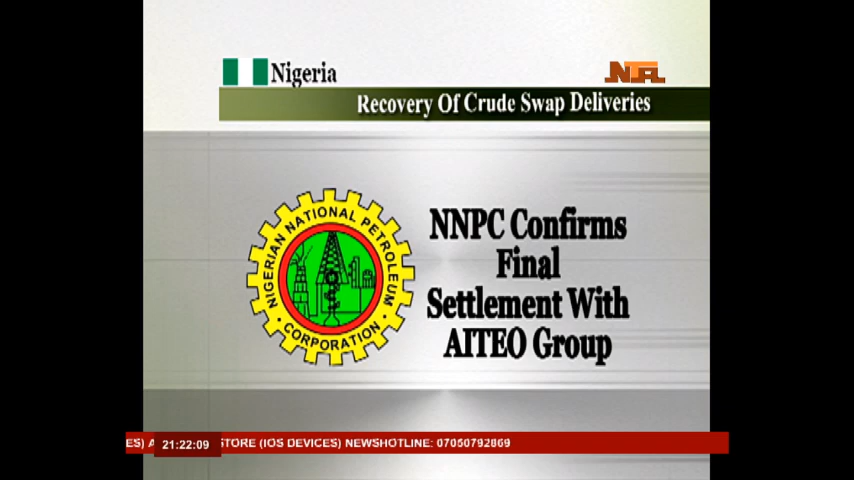 Nigeria
NTA
Recovery Of Crude Swap Deliveries
NNPC Confirms
Final
Settlement With
AITEO Group
NIGERIAN NATIONAL PETROLEUM
CORPORATION
21:22:09
STORE (IOS DEVICES) NEWSHOTLINE: 07050792869